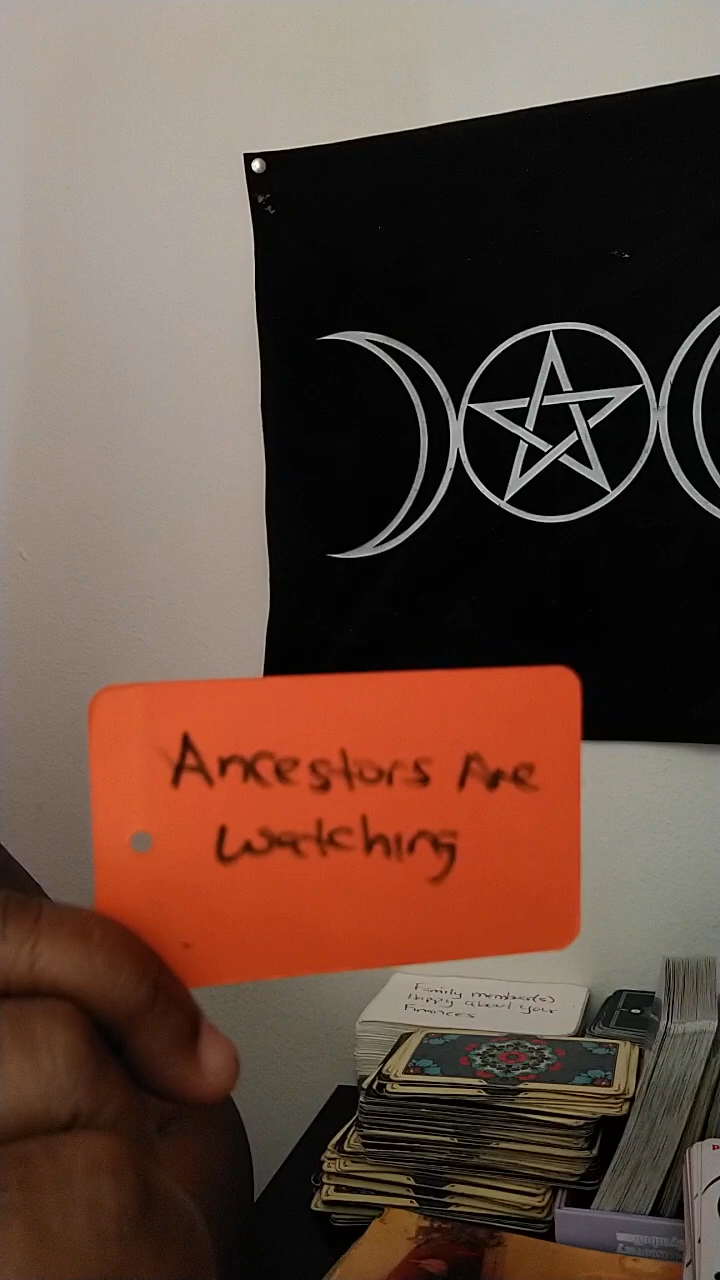 Ancestors Are
watching
Family member(s)
Happy about your
Finances